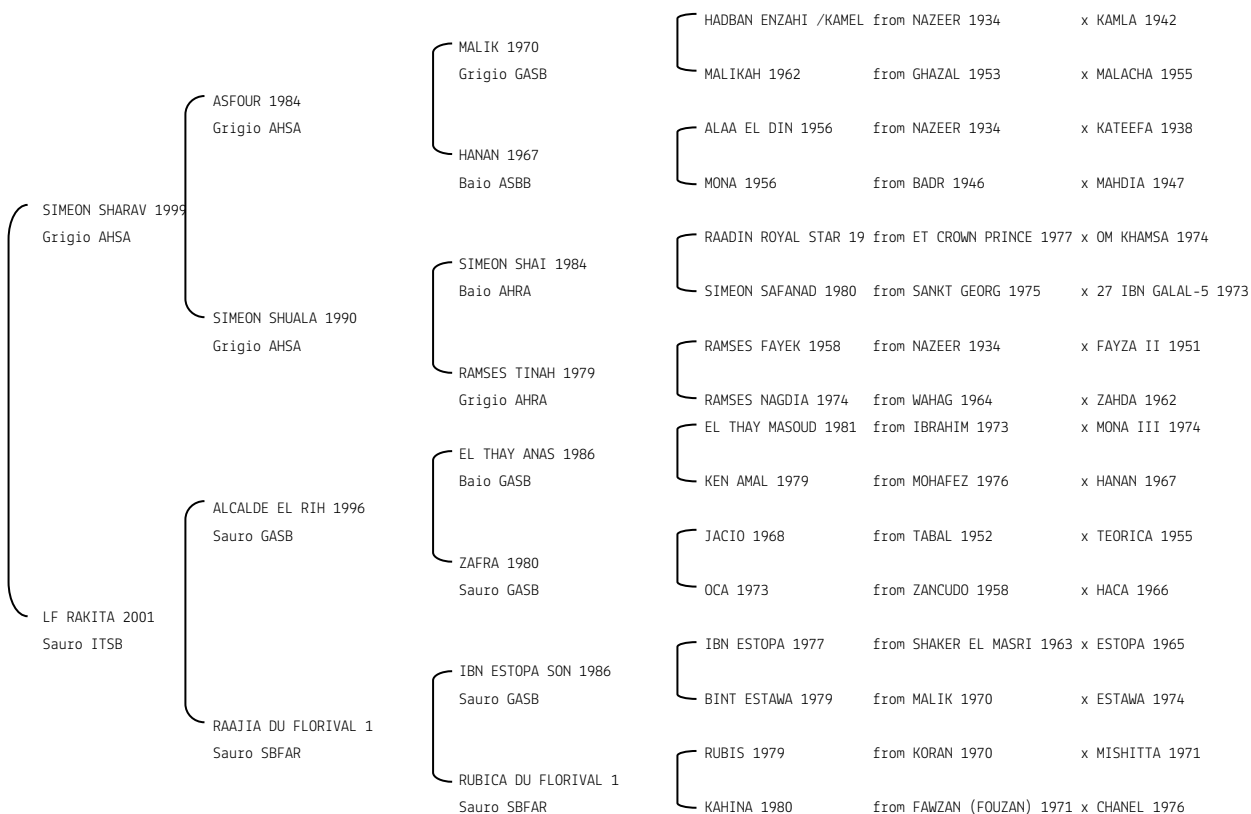 HADBAN ENZAHI /KAMEL from NAZEER 1934 x KAMLA 1942
MALIK 1970
Grigio GASB
MALIKAH 1962 from GHAZAL 1953 x MALACHA 1955
ASFOUR 1984
Grigio AHSA
ALAA EL DIN 1956 from NAZEER 1934 x KATEEFA 1938
HANAN 1967
Baio ASBB
MONA 1956 from BADR 1946 x MAHDIA 1947
SIMEON SHARAV 1999
Grigio AHSA
RAADIN ROYAL STAR 19 from ET CROWN PRINCE 1977 x OM KHAMSA 1974
SIMEON SHAI 1984
Baio AHRA
SIMEON SAFANAD 1980 from SANKT GEORG 1975 x 27 IBN GALAL-5 1973
SIMEON SHUALA 1990
Grigio AHSA
RAMSES FAYEK 1958 from NAZEER 1934 x FAYZA II 1951
RAMSES TINAH 1979
Grigio AHRA
RAMSES NAGDIA 1974 from WAHAG 1964 x ZAHDA 1962
EL THAY MASOUD 1981 from IBRAHIM 1973 x MONA III 1974
EL THAY ANAS 1986
Baio GASB
KEN AMAL 1979 from MOHAFEZ 1976 x HANAN 1967
ALCALDE EL RIH 1996
Sauro GASB
JACIO 1968 from TABAL 1952 x TEORICA 1955
ZAFRA 1980
Sauro GASB
OCA 1973 from ZANCUDO 1958 x HACA 1966
LF RAKITA 2001
Sauro ITSB
IBN ESTOPA 1977 from SHAKER EL MASRI 1963 x ESTOPA 1965
IBN ESTOPA SON 1986
Sauro GASB
BINT ESTAWA 1979 from MALIK 1970 x ESTAWA 1974
RAAJIA DU FLORIVAL 1
Sauro SBFAR
RUBIS 1979 from KORAN 1970 x MISHITTA 1971
RUBICA DU FLORIVAL 1
Sauro SBFAR
KAHINA 1980 from FAWZAN (FOUZAN) 1971 x CHANEL 1976